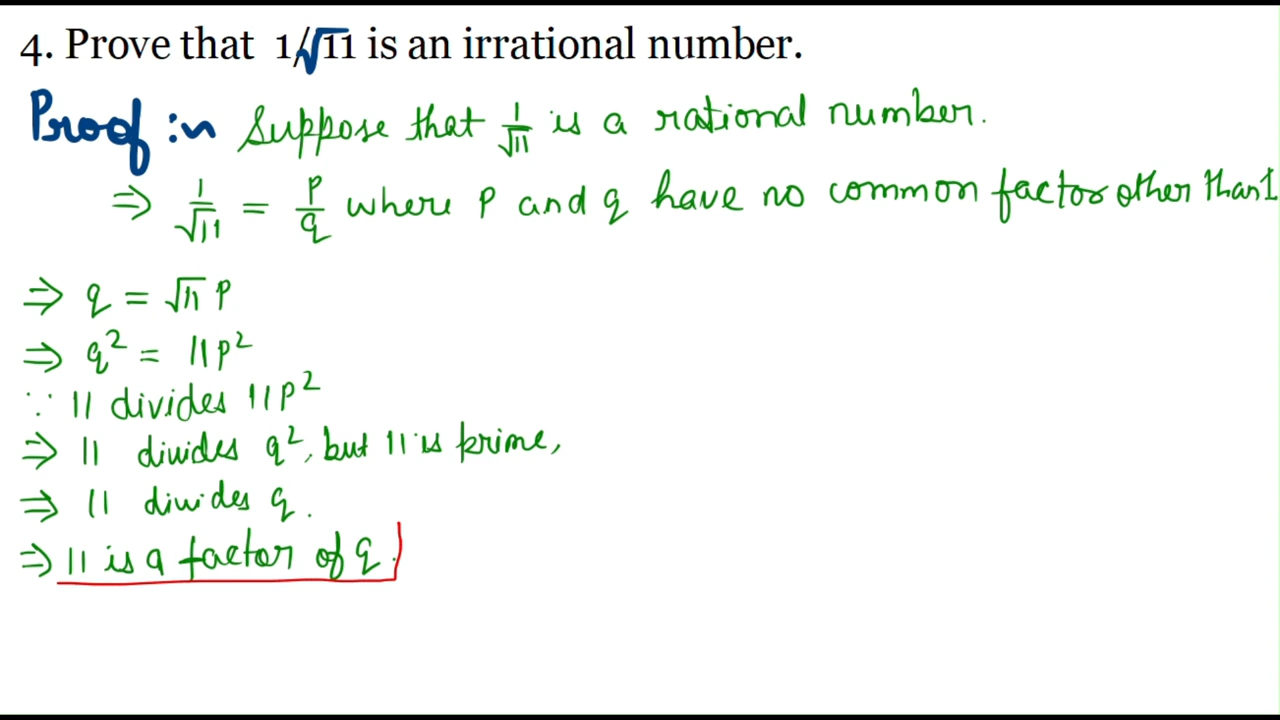 4. Prove that 1/√11 is an irrational number.
Proof :- Suppose that 1/√11 is a rational number.
⇒ 1/√11 = p/q where p and q have no common factor other than 1
⇒ q = √11 p
⇒ q² = 11p²
∵ 11 divides 11p²
⇒ 11 divides q², but 11 is prime,
⇒ 11 divides q.
⇒ 11 is a factor of q.